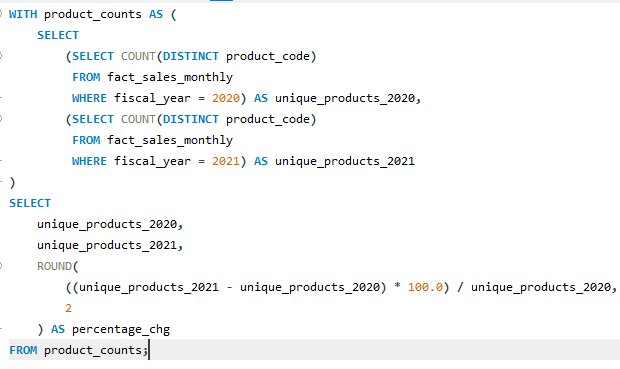 WITH product_counts AS (
    SELECT
        (SELECT COUNT(DISTINCT product_code)
         FROM fact_sales_monthly
         WHERE fiscal_year = 2020) AS unique_products_2020,
        (SELECT COUNT(DISTINCT product_code)
         FROM fact_sales_monthly
         WHERE fiscal_year = 2021) AS unique_products_2021
)
SELECT
    unique_products_2020,
    unique_products_2021,
    ROUND(
        ((unique_products_2021 - unique_products_2020) * 100.0) / unique_products_2020,
        2
    ) AS percentage_chg
FROM product_counts;